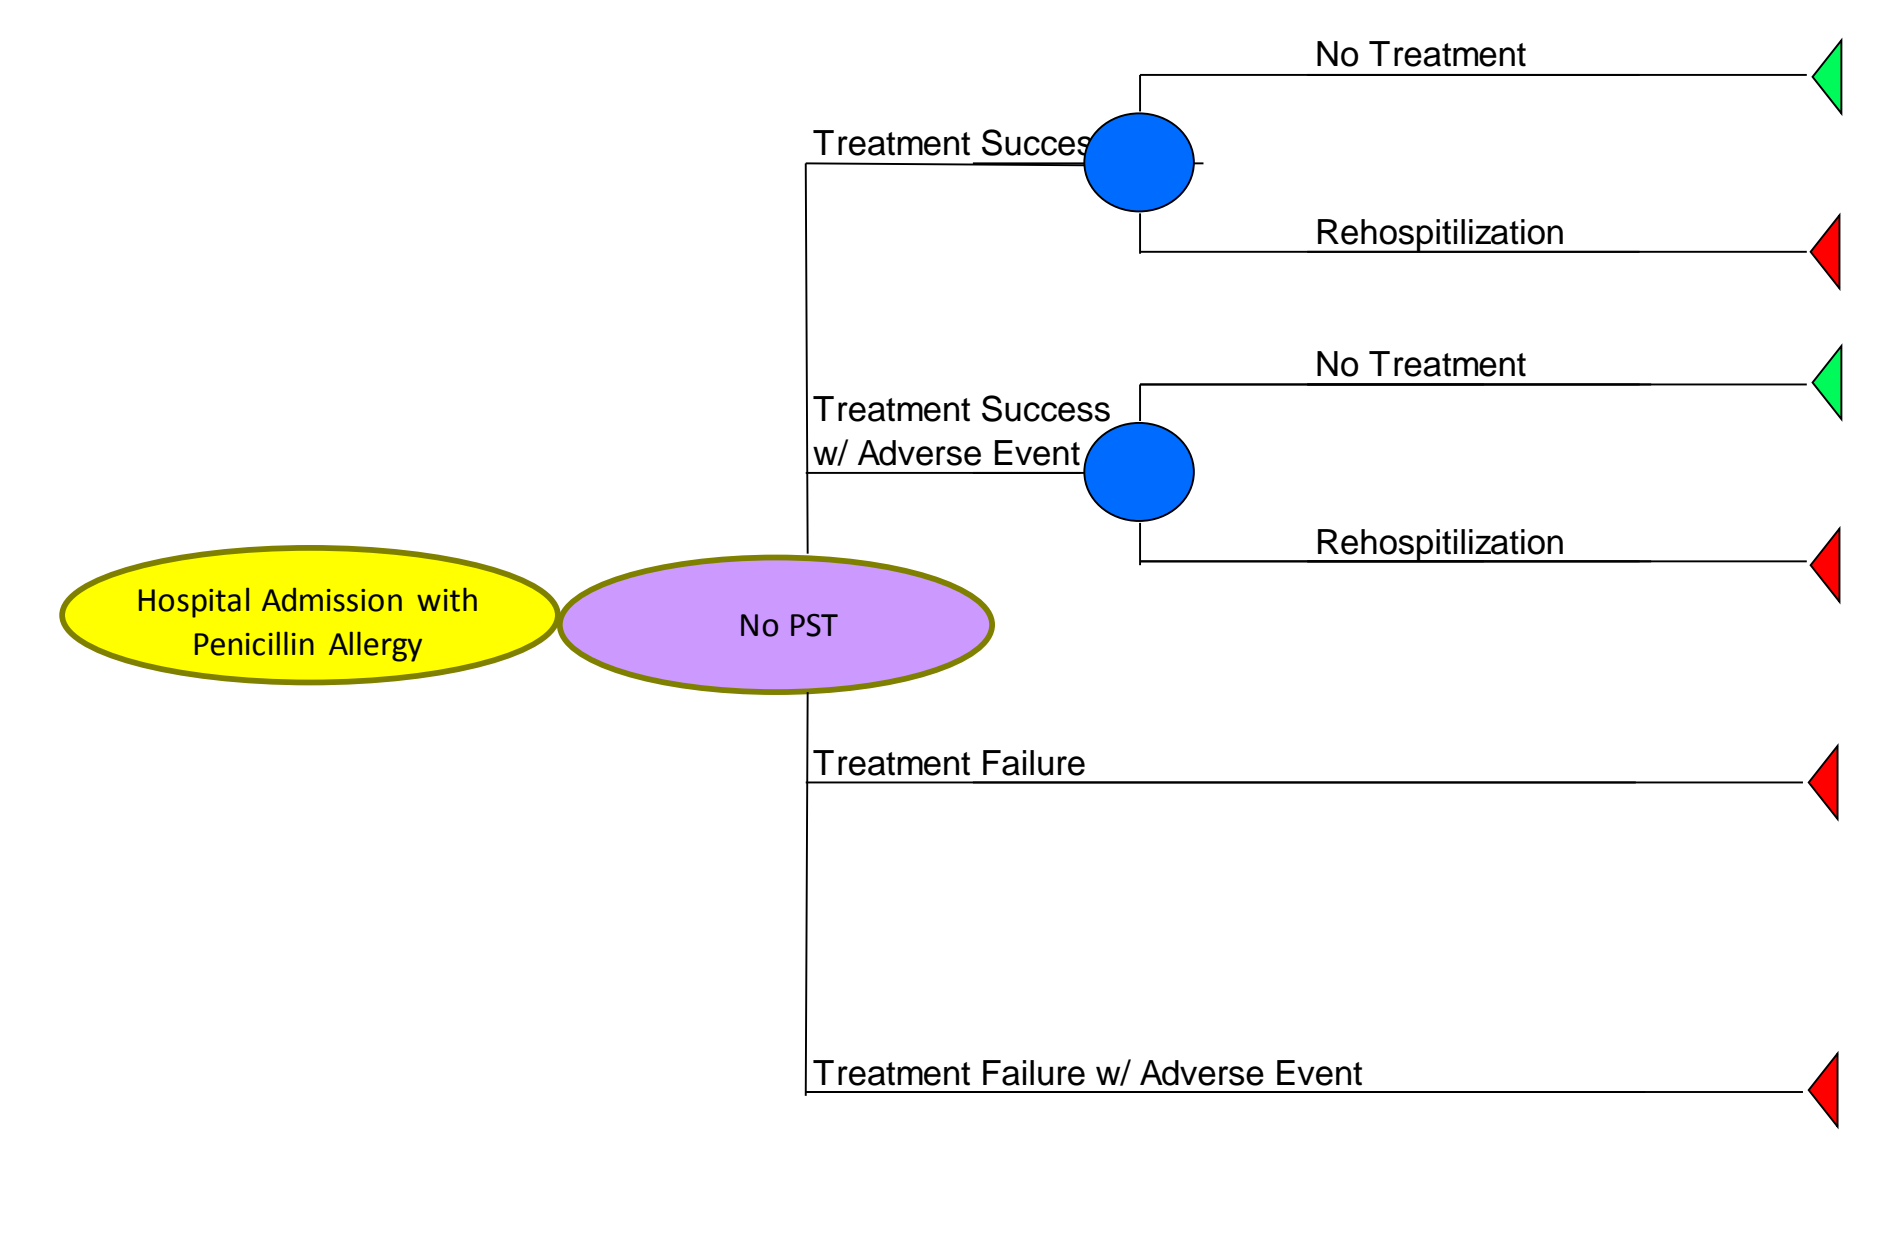 No Treatment
Treatment Succes
Rehospitilization
No Treatment
Treatment Success
w/ Adverse Event
Rehospitilization
Hospital Admission with
Penicillin Allergy
No PST
Treatment Failure
Treatment Failure w/ Adverse Event